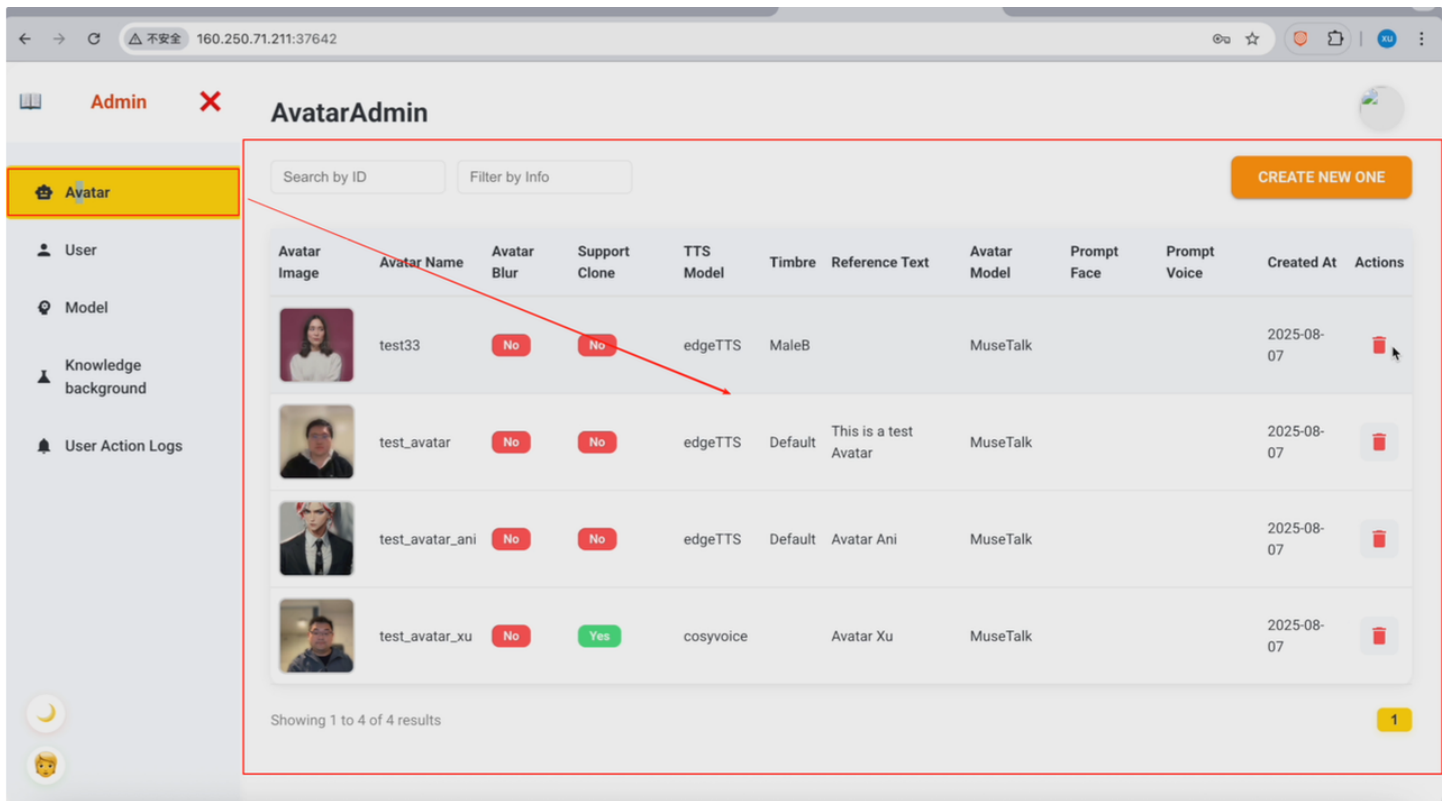 不安全 160.250.71.211:37642
XU
Admin
AvatarAdmin
Search by ID
Filter by Info
CREATE NEW ONE
Avatar
User
Model
Knowledge
background
User Action Logs
Avatar Image
Avatar Name
Avatar Blur
Support Clone
TTS Model
Timbre
Reference Text
Avatar Model
Prompt Face
Prompt Voice
Created At
Actions
test33 No No edgeTTS MaleB MuseTalk 2025-08-07
test_avatar No No edgeTTS Default This is a test Avatar MuseTalk 2025-08-07
test_avatar_ani No No edgeTTS Default Avatar Ani MuseTalk 2025-08-07
test_avatar_xu No Yes cosyvoice Avatar Xu MuseTalk 2025-08-07
Showing 1 to 4 of 4 results
1